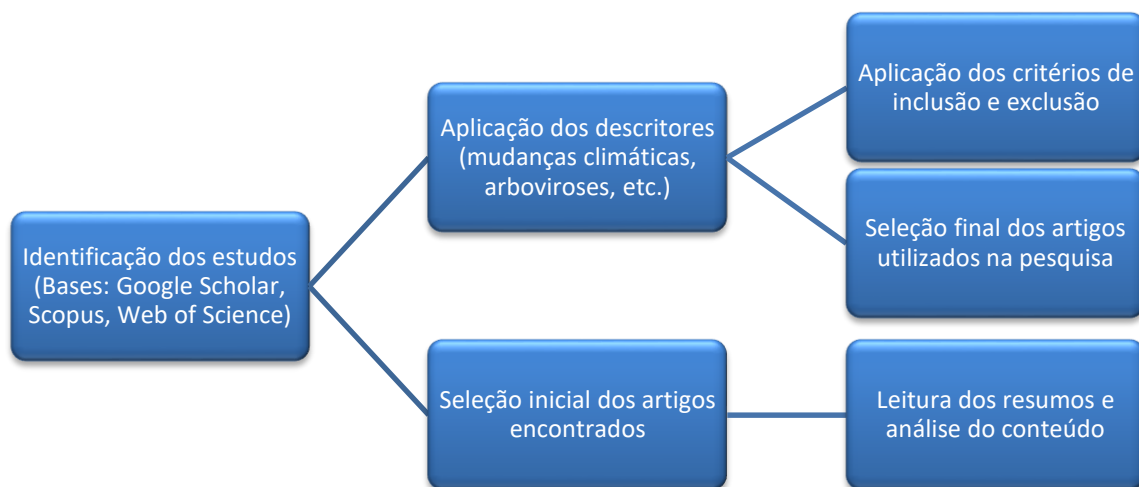 Identificação dos estudos
(Bases: Google Scholar,
Scopus, Web of Science)
Aplicação dos descritores
(mudanças climáticas,
arboviroses, etc.)
Aplicação dos critérios de
inclusão e exclusão
Seleção final dos artigos
utilizados na pesquisa
Seleção inicial dos artigos
encontrados
Leitura dos resumos e
análise do conteúdo